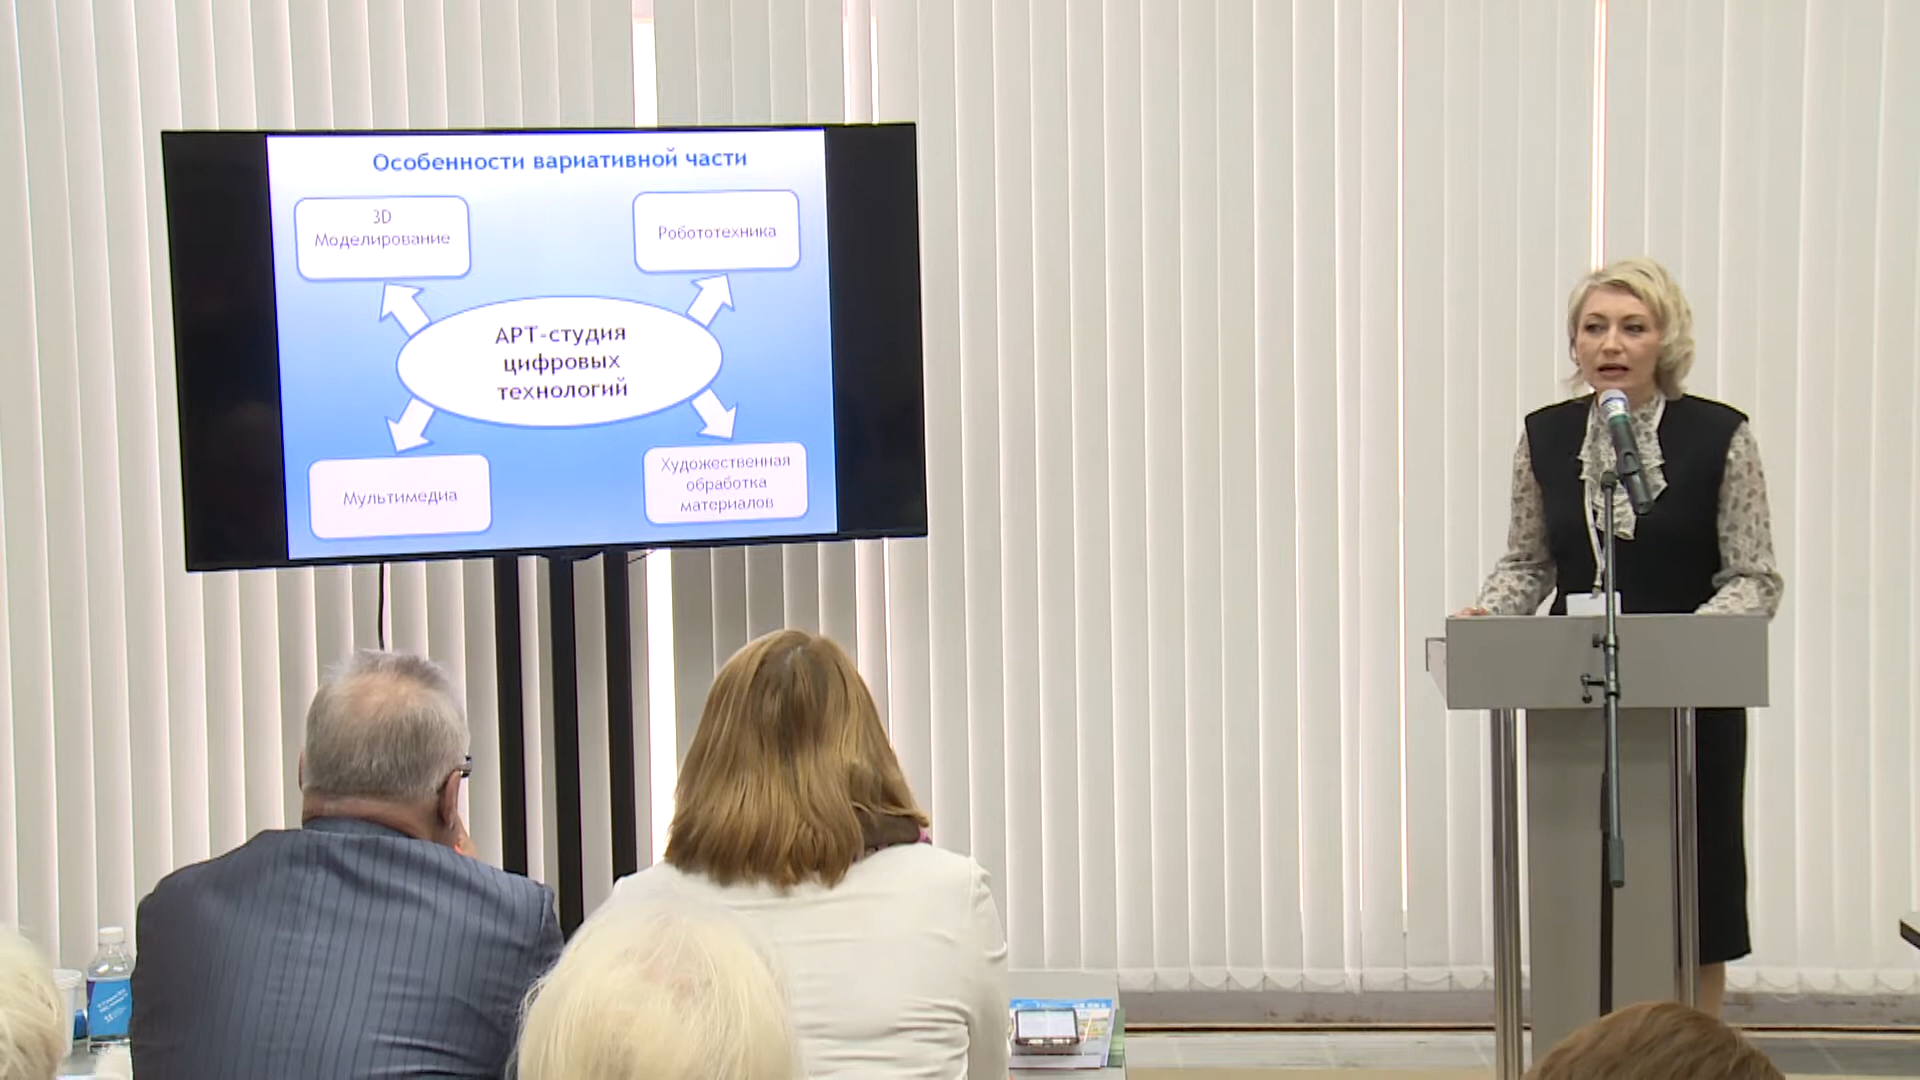 Особенности вариативной части
3D
Моделирование
Робототехника
АРТ-студия
цифровых
технологий
Мультимедиа
Художественная
обработка
материалов